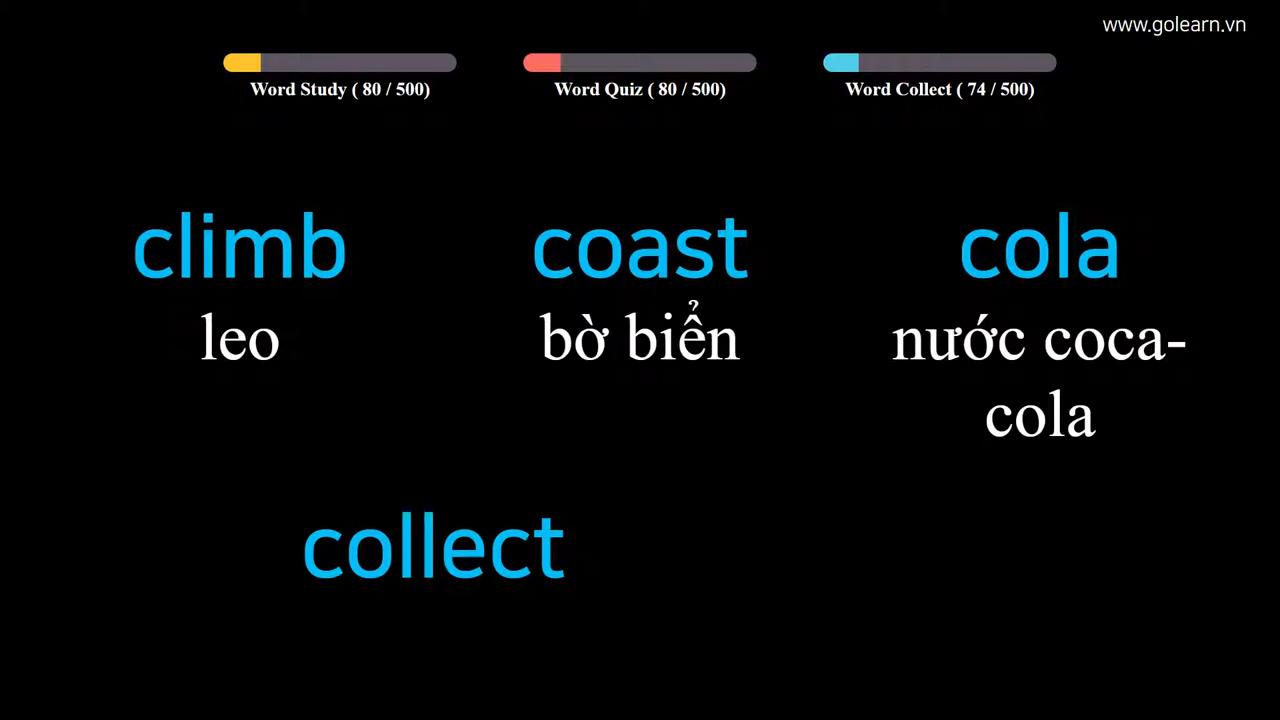 www.golearn.vn
Word Study ( 80 / 500)
Word Quiz ( 80 / 500)
Word Collect ( 74 / 500)
climb
coast
cola
leo
bờ biển
nước coca-
cola
collect